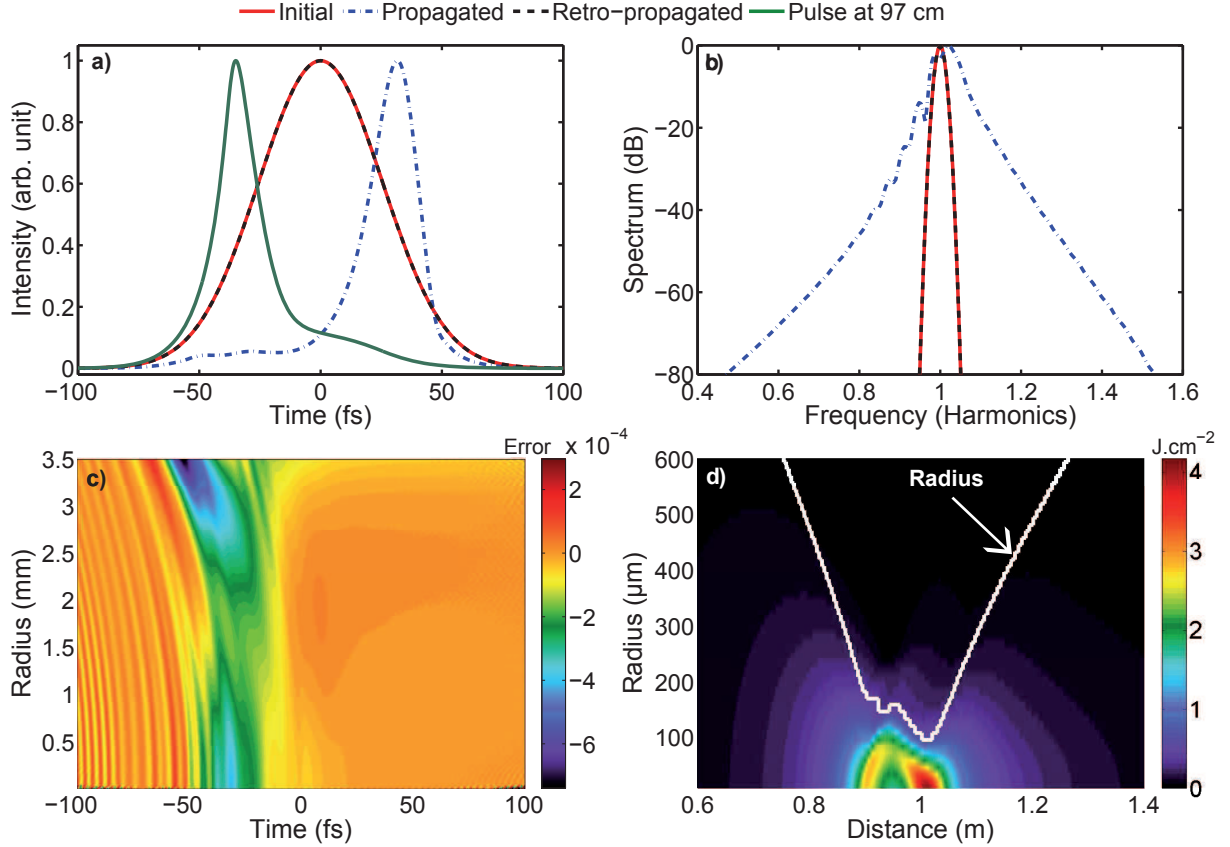 Initial Propagated Retro-propagated Pulse at 97 cm
a)
1
0.8
0.6
0.4
0.2
0
Intensity (arb. unit)
−100 −50 0 50 100
Time (fs)
b)
0
−20
−40
−60
−80
Spectrum (dB)
0.4 0.6 0.8 1 1.2 1.4 1.6
Frequency (Harmonics)
Error x 10−4
c)
3.5
3
2.5
2
1.5
1
0.5
Radius (mm)
−100 −50 0 50 100
Time (fs)
2
0
−2
−4
−6
J.cm−2
d)
Radius
600
500
400
300
200
100
Radius (µm)
0.6 0.8 1.0 1.2 1.4
Distance (m)
4
3
2
1
0